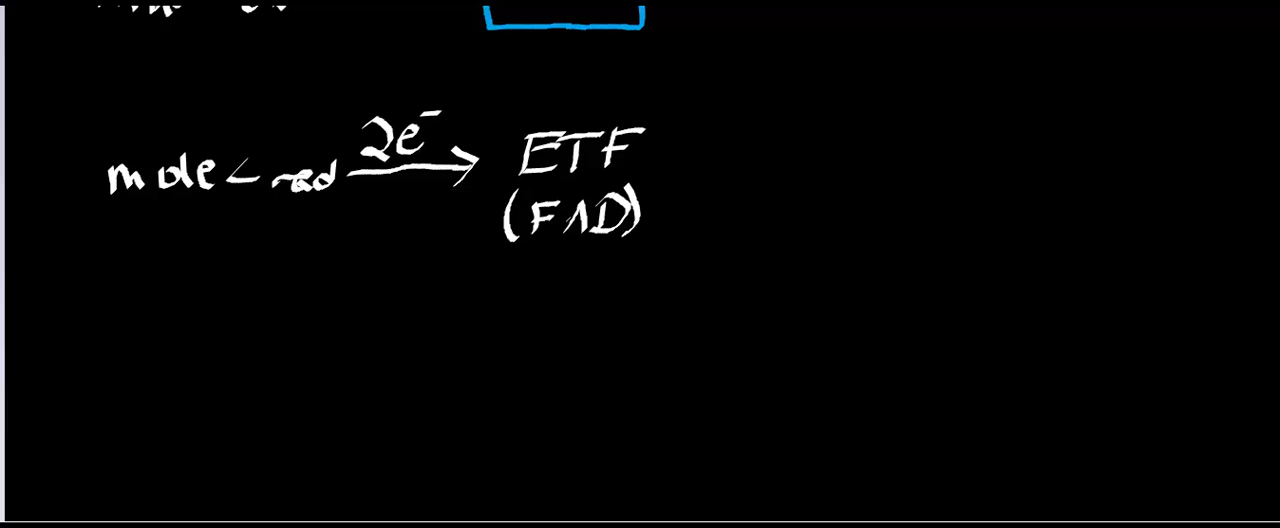 2e⁻
molec red → ETF
(FAD)